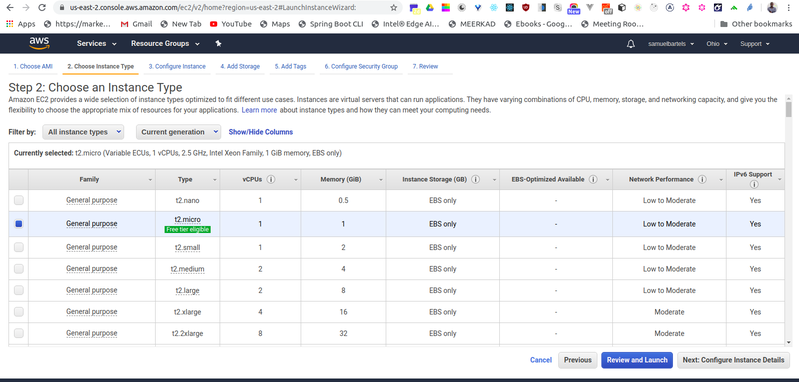 us-east-2.console.aws.amazon.com/ec2/v2/home?region=us-east-2#LaunchInstanceWizard:
New
off
Apps https://marke... Gmail New Tab YouTube Maps Spring Boot CLI Intel® Edge AI... MEERKAD Ebooks - Goog... Meeting Roo... Other bookmarks
aws Services Resource Groups samuelbartels Ohio Support
1. Choose AMI 2. Choose Instance Type 3. Configure Instance 4. Add Storage 5. Add Tags 6. Configure Security Group 7. Review
Step 2: Choose an Instance Type
Amazon EC2 provides a wide selection of instance types optimized to fit different use cases. Instances are virtual servers that can run applications. They have varying combinations of CPU, memory, storage, and networking capacity, and give you the
flexibility to choose the appropriate mix of resources for your applications. Learn more about instance types and how they can meet your computing needs.
Filter by: All instance types Current generation Show/Hide Columns
Currently selected: t2.micro (Variable ECUs, 1 vCPUs, 2.5 GHz, Intel Xeon Family, 1 GiB memory, EBS only)
Family Type vCPUs Memory (GiB) Instance Storage (GB) EBS-Optimized Available Network Performance IPv6 Support
General purpose t2.nano 1 0.5 EBS only - Low to Moderate Yes
General purpose t2.micro 1 1 EBS only - Low to Moderate Yes
Free tier eligible
General purpose t2.small 1 2 EBS only - Low to Moderate Yes
General purpose t2.medium 2 4 EBS only - Low to Moderate Yes
General purpose t2.large 2 8 EBS only - Low to Moderate Yes
General purpose t2.xlarge 4 16 EBS only - Moderate Yes
General purpose t2.2xlarge 8 32 EBS only - Moderate Yes
Cancel Previous Review and Launch Next: Configure Instance Details